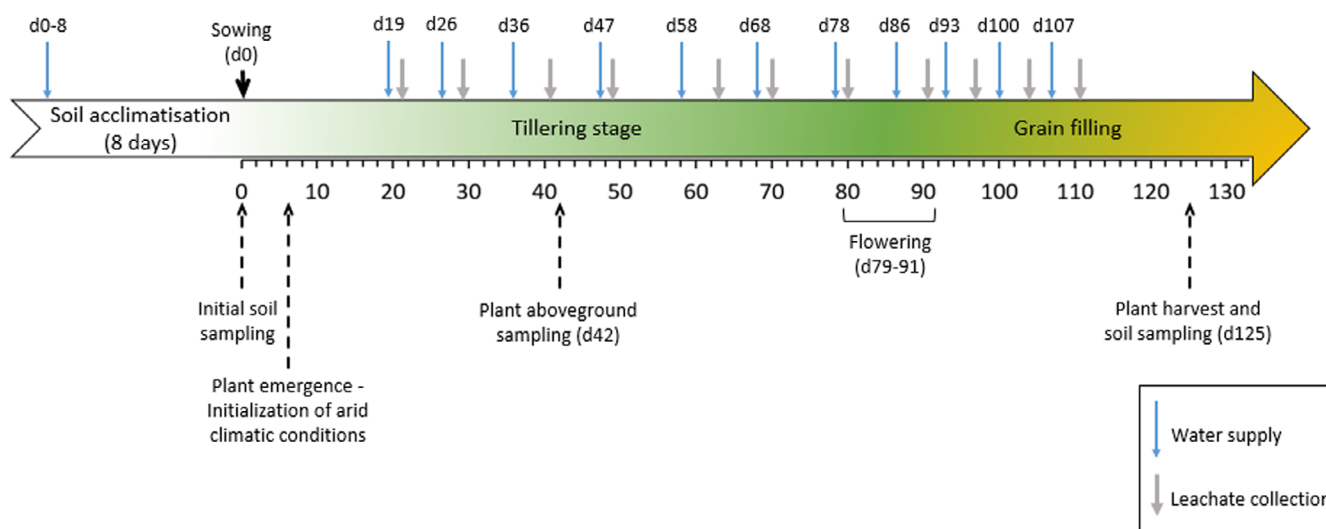 d0-8
Sowing
(d0)
d19
d26
d36
d47
d58
d68
d78
d86
d93
d100
d107
Soil acclimatisation
(8 days)
Tillering stage
Grain filling
0 10 20 30 40 50 60 70 80 90 100 110 120 130
Initial soil
sampling
Plant emergence -
Initialization of arid
climatic conditions
Plant aboveground
sampling (d42)
Flowering
(d79-91)
Plant harvest and
soil sampling (d125)
Water supply
Leachate collection